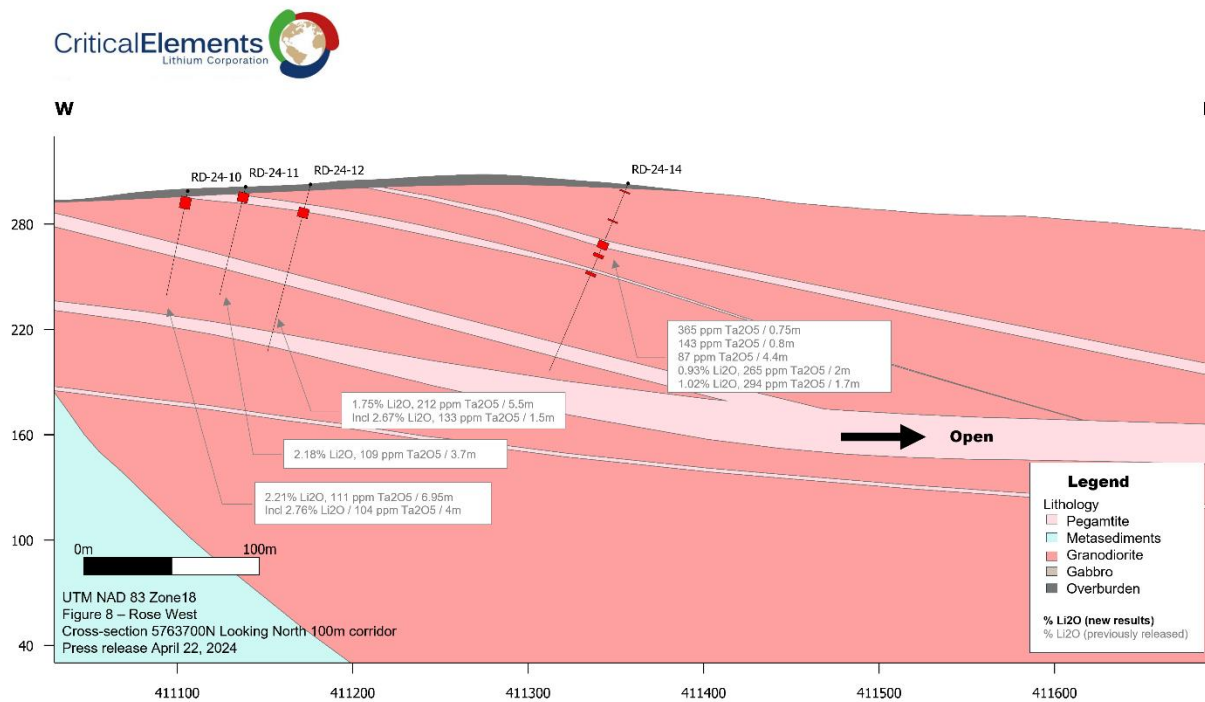 CriticalElements
Lithium Corporation
W
RD-24-10
RD-24-11
RD-24-12
RD-24-14
280
220
160
100
40
365 ppm Ta2O5 / 0.75m
143 ppm Ta2O5 / 0.8m
87 ppm Ta2O5 / 4.4m
0.93% Li2O, 265 ppm Ta2O5 / 2m
1.02% Li2O, 294 ppm Ta2O5 / 1.7m
1.75% Li2O, 212 ppm Ta2O5 / 5.5m
Incl 2.67% Li2O, 133 ppm Ta2O5 / 1.5m
2.18% Li2O, 109 ppm Ta2O5 / 3.7m
2.21% Li2O, 111 ppm Ta2O5 / 6.95m
Incl 2.76% Li2O / 104 ppm Ta2O5 / 4m
Open
Legend
Lithology
Pegamtite
Metasediments
Granodiorite
Gabbro
Overburden
% Li2O (new results)
% Li2O (previously released)
0m
100m
UTM NAD 83 Zone18
Figure 8 – Rose West
Cross-section 5763700N Looking North 100m corridor
Press release April 22, 2024
411100
411200
411300
411400
411500
411600